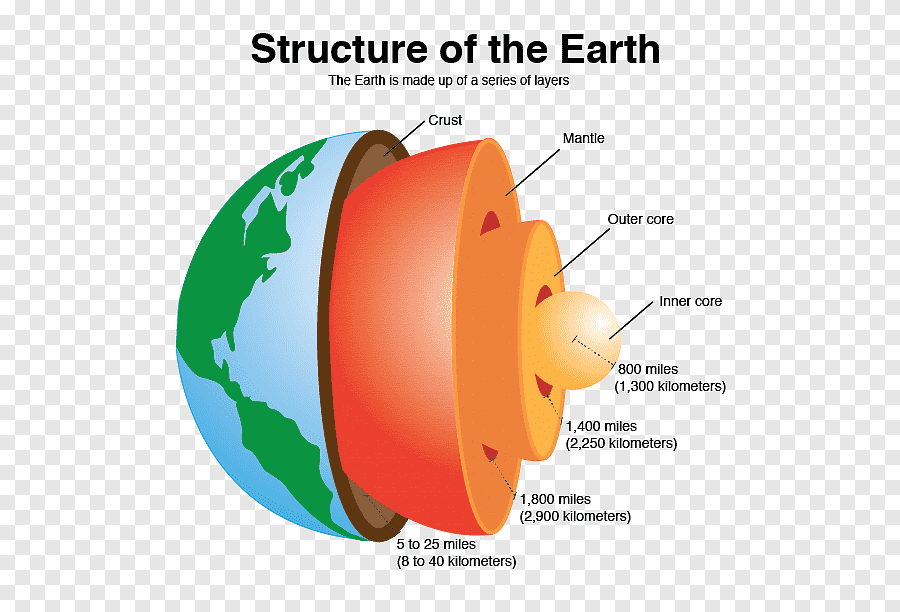 Structure of the Earth
The Earth is made up of a series of layers
Crust
Mantle
Outer core
Inner core
800 miles
(1,300 kilometers)
1,400 miles
(2,250 kilometers)
1,800 miles
(2,900 kilometers)
5 to 25 miles
(8 to 40 kilometers)